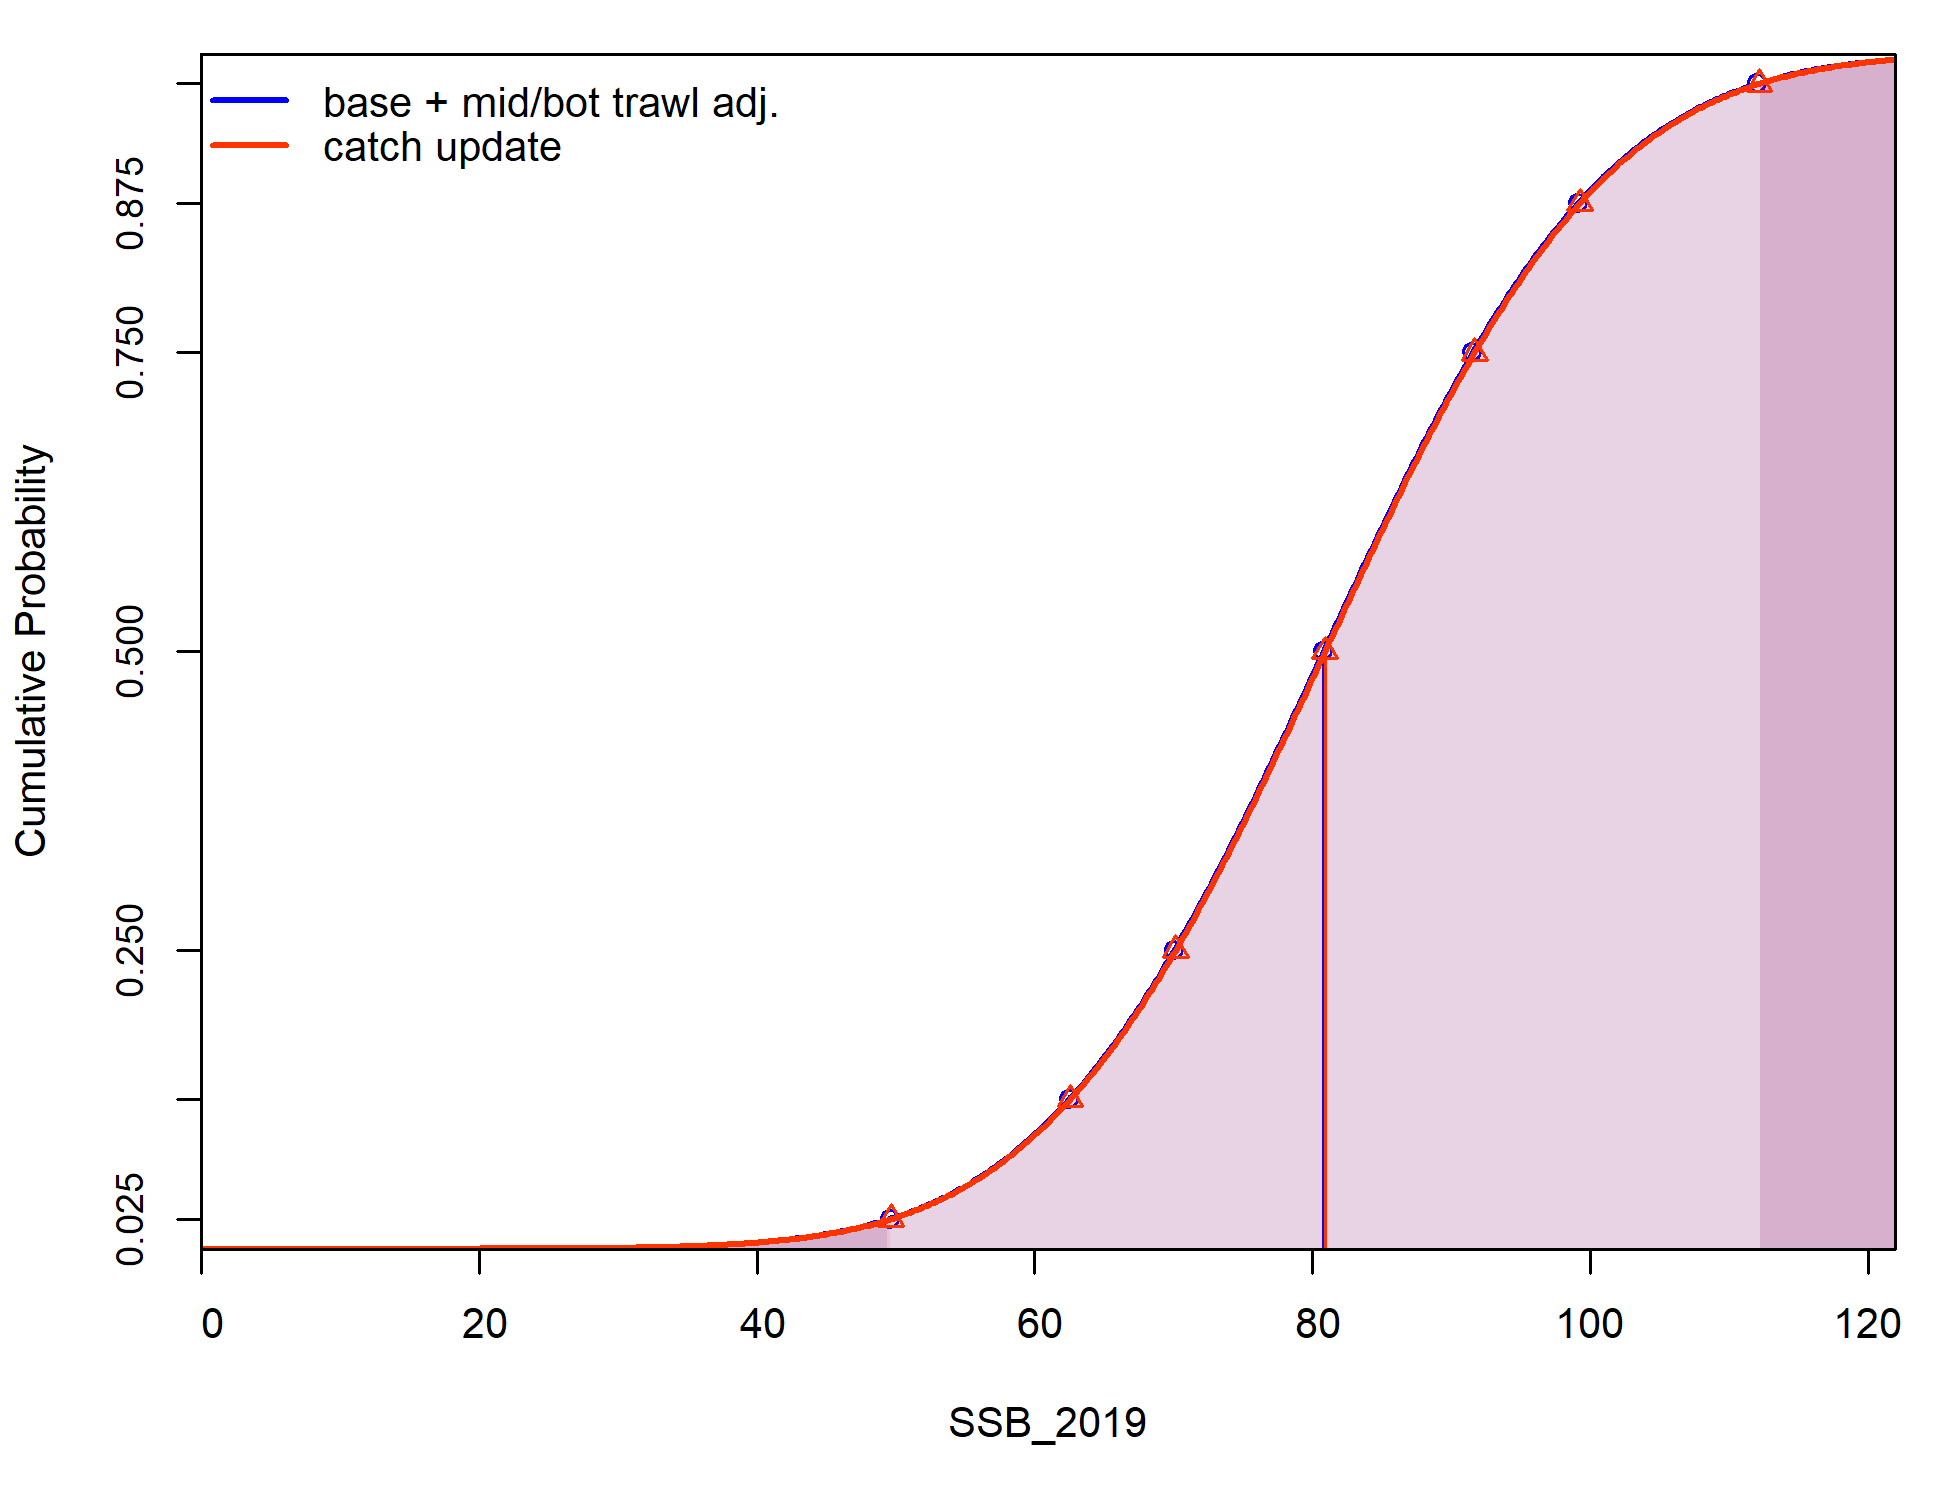 base + mid/bot trawl adj.
catch update
Cumulative Probability
0.875
0.750
0.500
0.250
0.025
0 20 40 60 80 100 120
SSB_2019